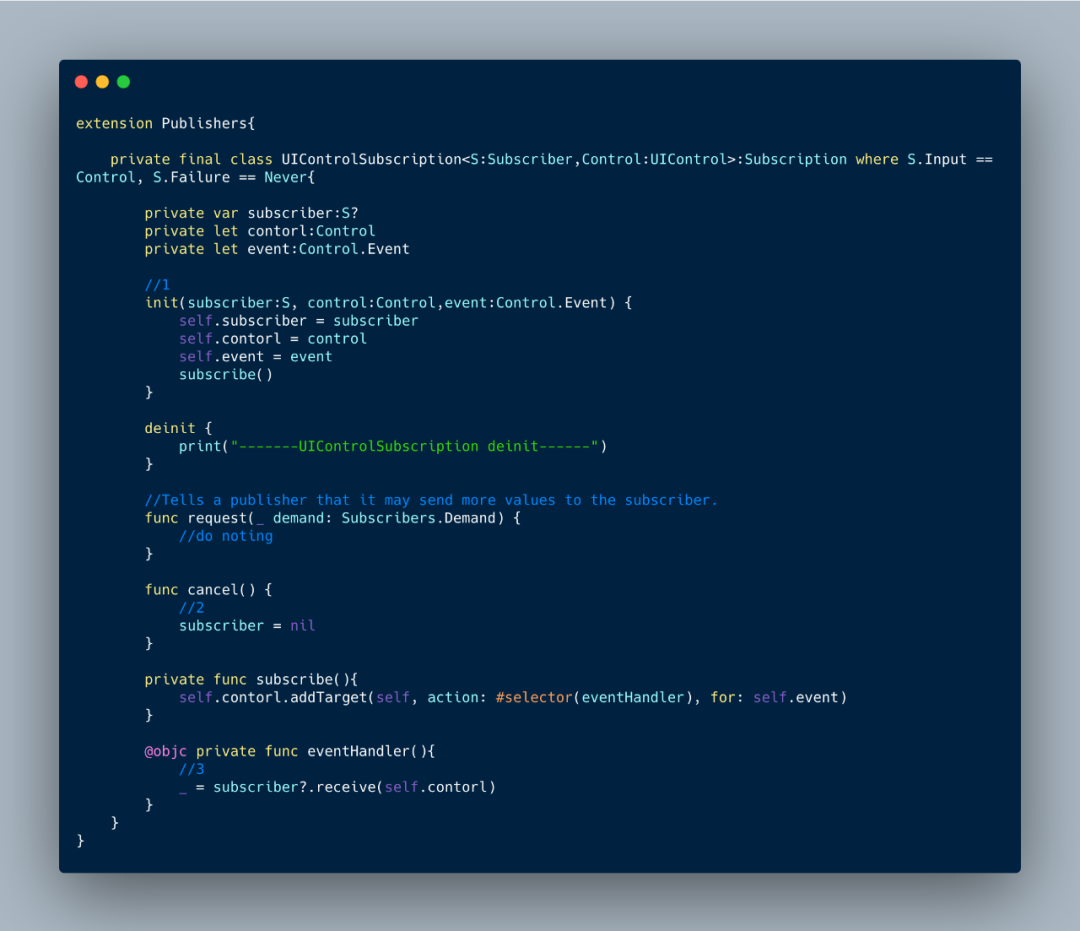 extension Publishers{
    private final class UIControlSubscription<S:Subscriber,Control:UIControl>:Subscription where S.Input ==
Control, S.Failure == Never{
        private var subscriber:S?
        private let contorl:Control
        private let event:Control.Event
        //1
        init(subscriber:S, control:Control,event:Control.Event) {
            self.subscriber = subscriber
            self.contorl = control
            self.event = event
            subscribe()
        }
        deinit {
            print("-------UIControlSubscription deinit------")
        }
        //Tells a publisher that it may send more values to the subscriber.
        func request(_ demand: Subscribers.Demand) {
            //do noting
        }
        func cancel() {
            //2
            subscriber = nil
        }
        private func subscribe(){
            self.contorl.addTarget(self, action: #selector(eventHandler), for: self.event)
        }
        @objc private func eventHandler(){
            //3
            _ = subscriber?.receive(self.contorl)
        }
    }
}